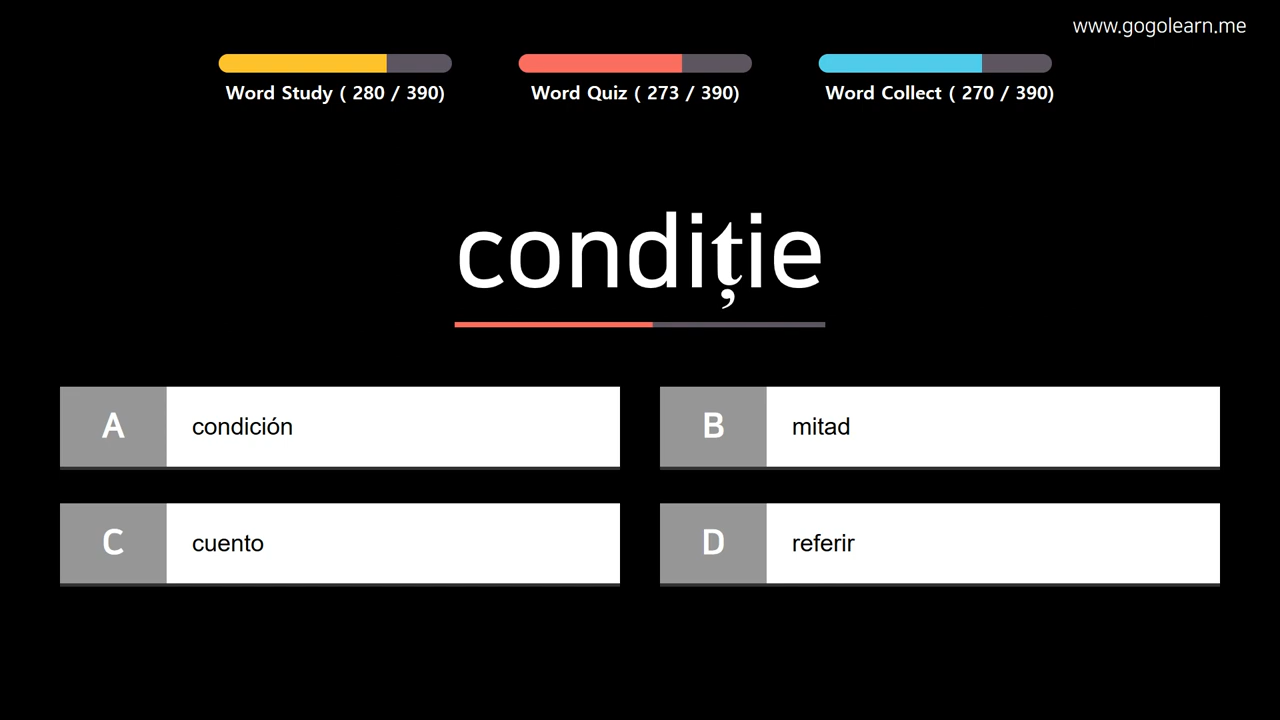 www.gogolearn.me
Word Study ( 280 / 390)
Word Quiz ( 273 / 390)
Word Collect ( 270 / 390)
condiție
A condición
B mitad
C cuento
D referir